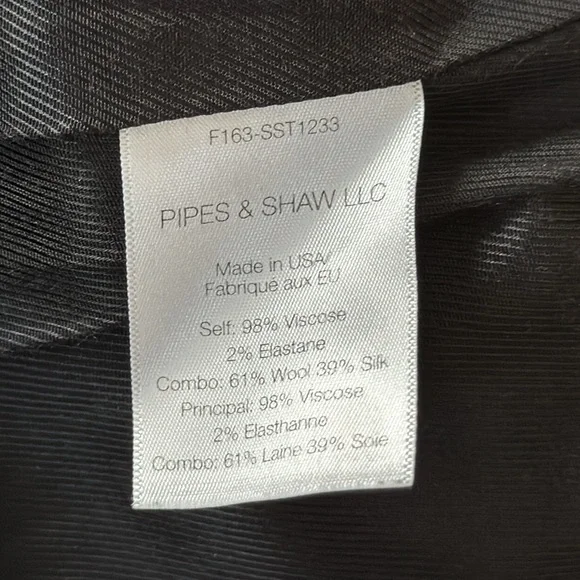 F163-SST1233
PIPES & SHAW LLC
Made in USA/
Fabriqué aux EU
Self: 98% Viscose
2% Elastane
Combo: 61% Wool 39% Silk
Principal: 98% Viscose
2% Elasthanne
Combo: 61% Laine 39% Soie